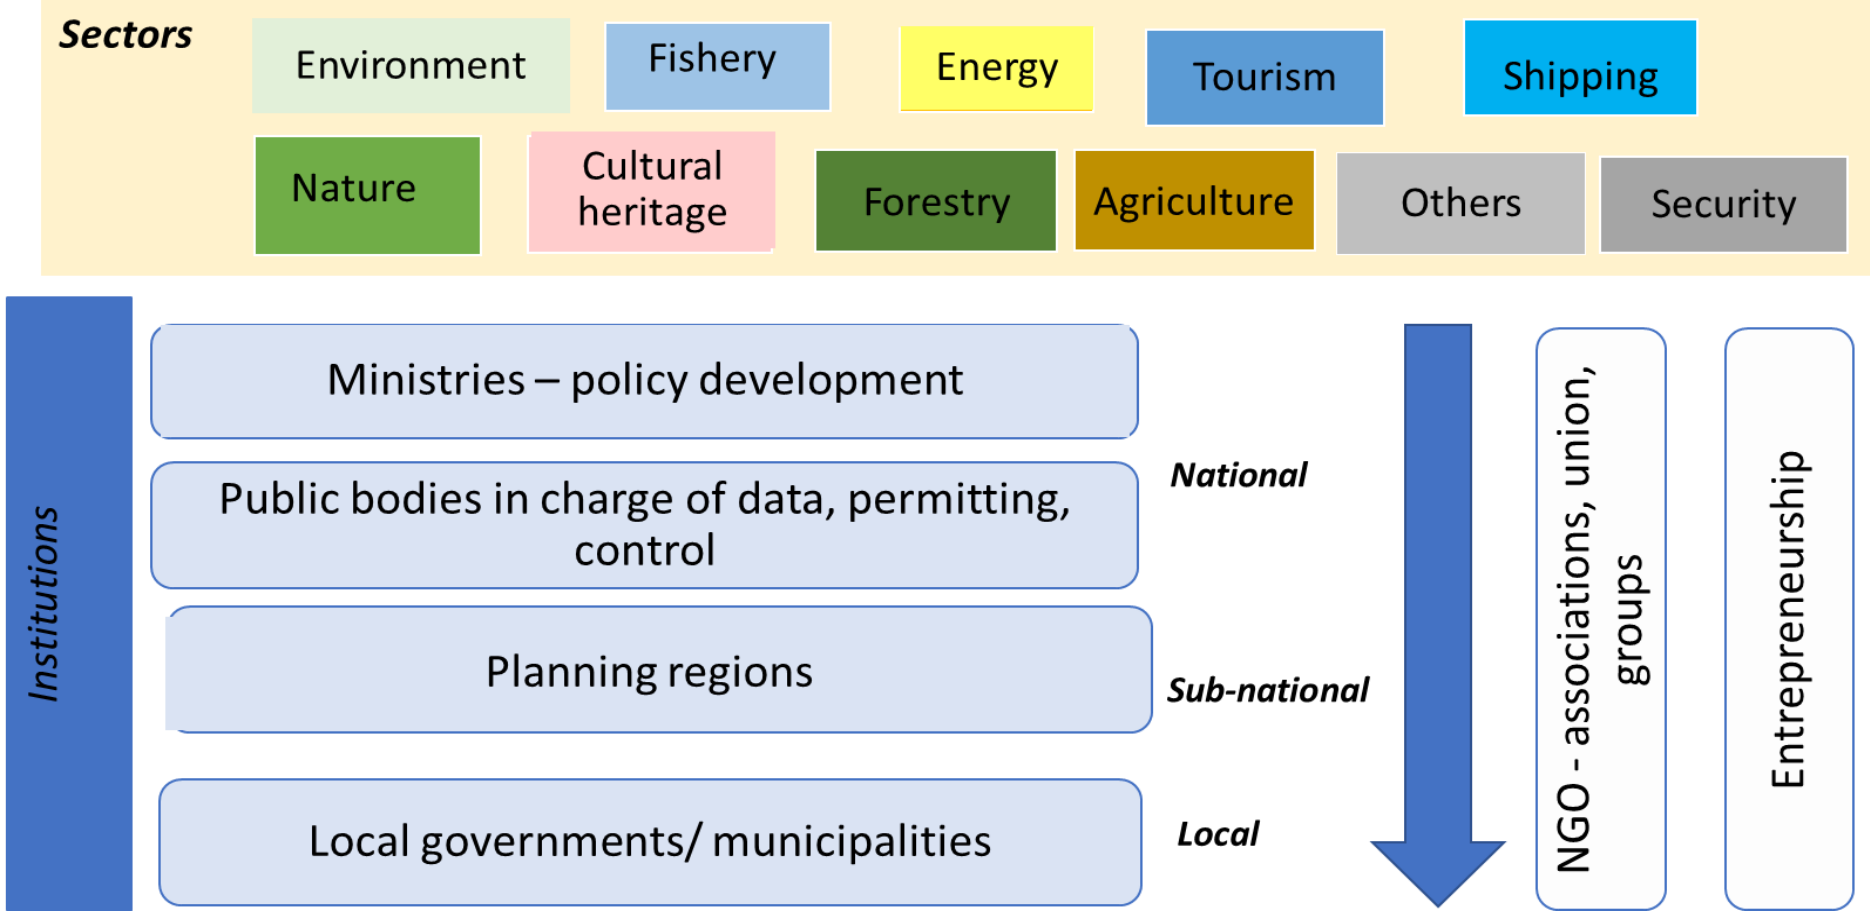 Sectors
Environment
Fishery
Energy
Tourism
Shipping
Nature
Cultural
heritage
Forestry
Agriculture
Others
Security
Institutions
Ministries – policy development
Public bodies in charge of data, permitting,
control
Planning regions
Local governments/ municipalities
National
Sub-national
Local
NGO - associations, union,
groups
Entrepreneurship